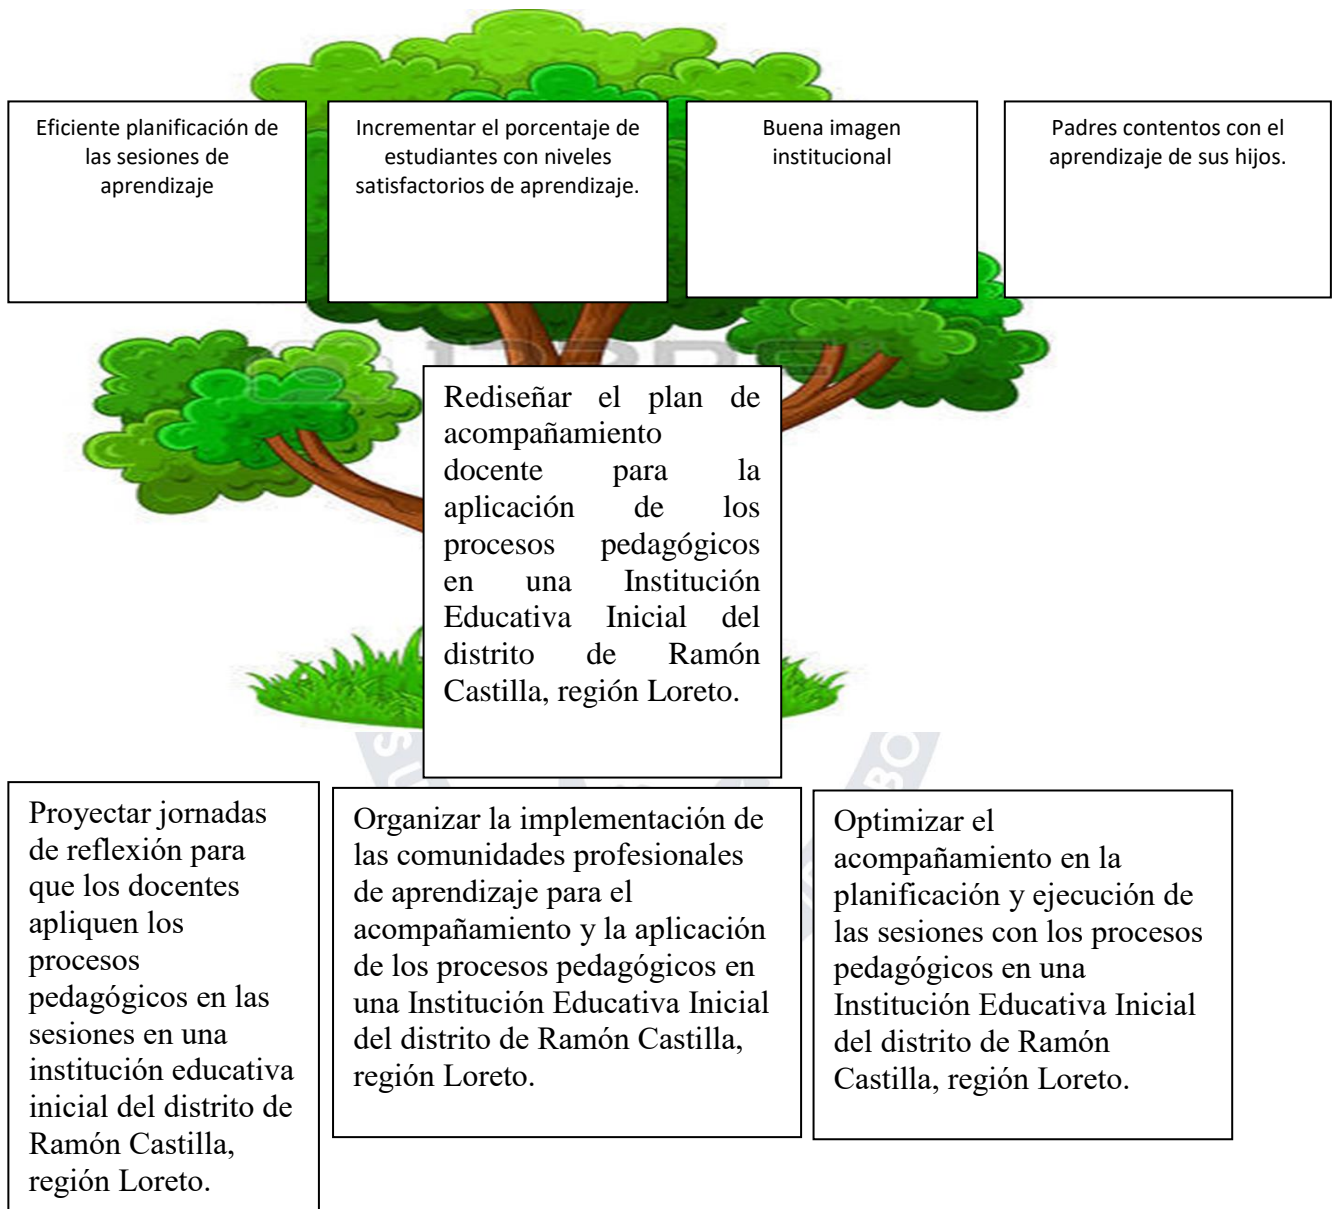 Eficiente planificación de
las sesiones de
aprendizaje
Incrementar el porcentaje de
estudiantes con niveles
satisfactorios de aprendizaje.
Buena imagen
institucional
Padres contentos con el
aprendizaje de sus hijos.
Rediseñar el plan de
acompañamiento
docente para la
aplicación de los
procesos pedagógicos
en una Institución
Educativa Inicial del
distrito de Ramón
Castilla, región Loreto.
Proyectar jornadas
de reflexión para
que los docentes
apliquen los
procesos
pedagógicos en las
sesiones en una
institución educativa
inicial del distrito de
Ramón Castilla,
región Loreto.
Organizar la implementación de
las comunidades profesionales
de aprendizaje para el
acompañamiento y la aplicación
de los procesos pedagógicos en
una Institución Educativa Inicial
del distrito de Ramón Castilla,
región Loreto.
Optimizar el
acompañamiento en la
planificación y ejecución de
las sesiones con los procesos
pedagógicos en una
Institución Educativa Inicial
del distrito de Ramón
Castilla, región Loreto.